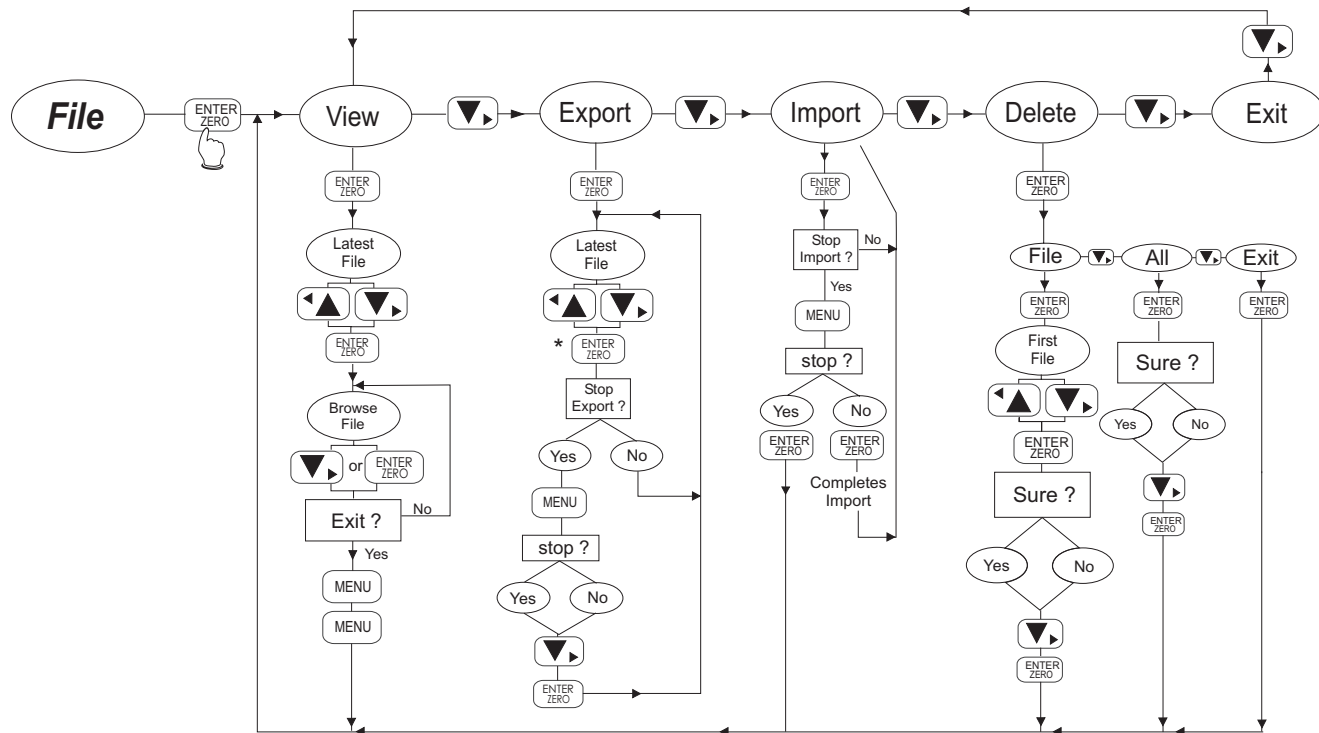 File
ENTER
ZERO
View
Export
Import
Delete
Exit
ENTER
ZERO
Latest
File
ENTER
ZERO
Browse
File
or
ENTER
ZERO
Exit ?
No
Yes
MENU
MENU
ENTER
ZERO
Latest
File
*
ENTER
ZERO
Stop
Export ?
Yes
No
MENU
stop ?
Yes
No
ENTER
ZERO
ENTER
ZERO
Stop
Import ?
No
Yes
MENU
stop ?
Yes
No
ENTER
ZERO
ENTER
ZERO
Completes
Import
ENTER
ZERO
File
All
Exit
ENTER
ZERO
First
File
ENTER
ZERO
Sure ?
Yes
No
ENTER
ZERO
ENTER
ZERO
Sure ?
Yes
No
ENTER
ZERO
ENTER
ZERO